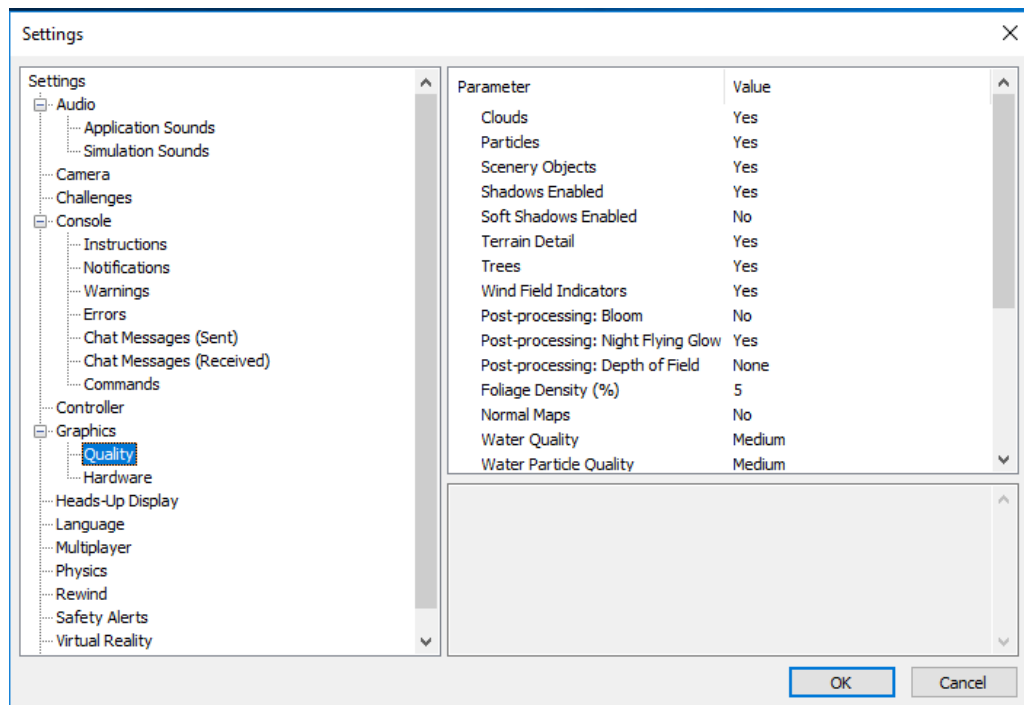 Settings
Settings
Audio
Application Sounds
Simulation Sounds
Camera
Challenges
Console
Instructions
Notifications
Warnings
Errors
Chat Messages (Sent)
Chat Messages (Received)
Commands
Controller
Graphics
Quality
Hardware
Heads-Up Display
Language
Multiplayer
Physics
Rewind
Safety Alerts
Virtual Reality
Parameter Value
Clouds Yes
Particles Yes
Scenery Objects Yes
Shadows Enabled Yes
Soft Shadows Enabled No
Terrain Detail Yes
Trees Yes
Wind Field Indicators Yes
Post-processing: Bloom No
Post-processing: Night Flying Glow Yes
Post-processing: Depth of Field None
Foliage Density (%) 5
Normal Maps No
Water Quality Medium
Water Particle Quality Medium
OK Cancel